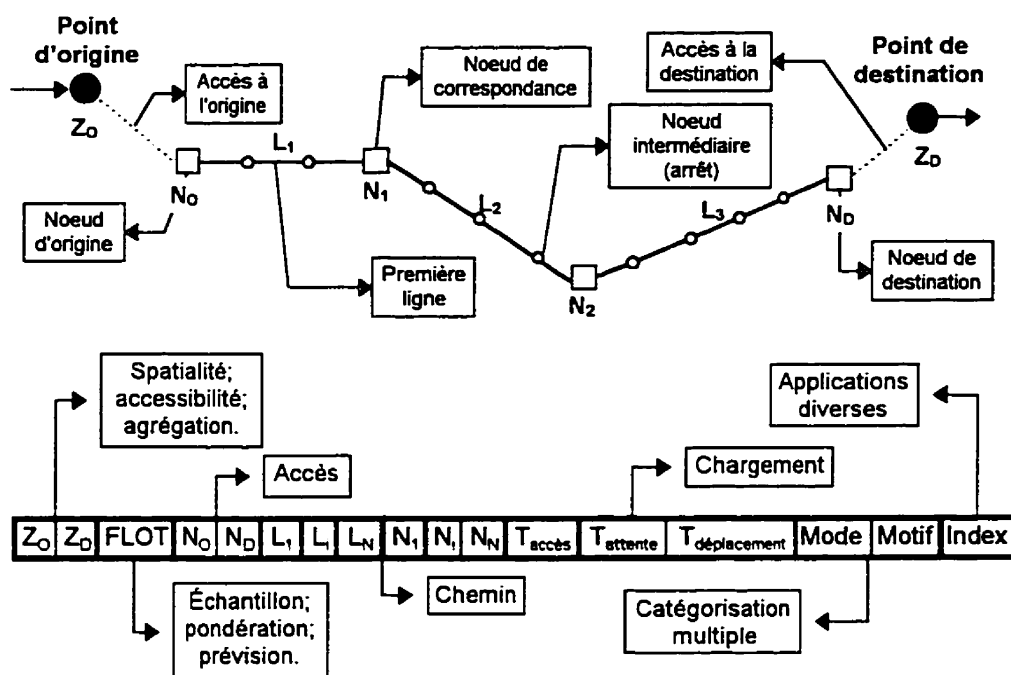 Point
d'origine
Accès à
l'origine
Noeud de
correspondance
Accès à la
destination
Point de
destination
Noeud
intermédiaire
(arrêt)
Z_O
L_1
N_O
N_1
L_2
L_3
Z_D
N_D
Noeud
d'origine
Première
ligne
N_2
Noeud de
destination
Spatialité;
accessibilité;
agrégation.
Accès
Chargement
Applications
diverses
Z_O Z_D FLOT N_O N_D L_1 L_I L_N N_1 N_I N_N T_accès T_attente T_déplacement Mode Motif Index
Échantillon;
pondération;
prévision.
Chemin
Catégorisation
multiple